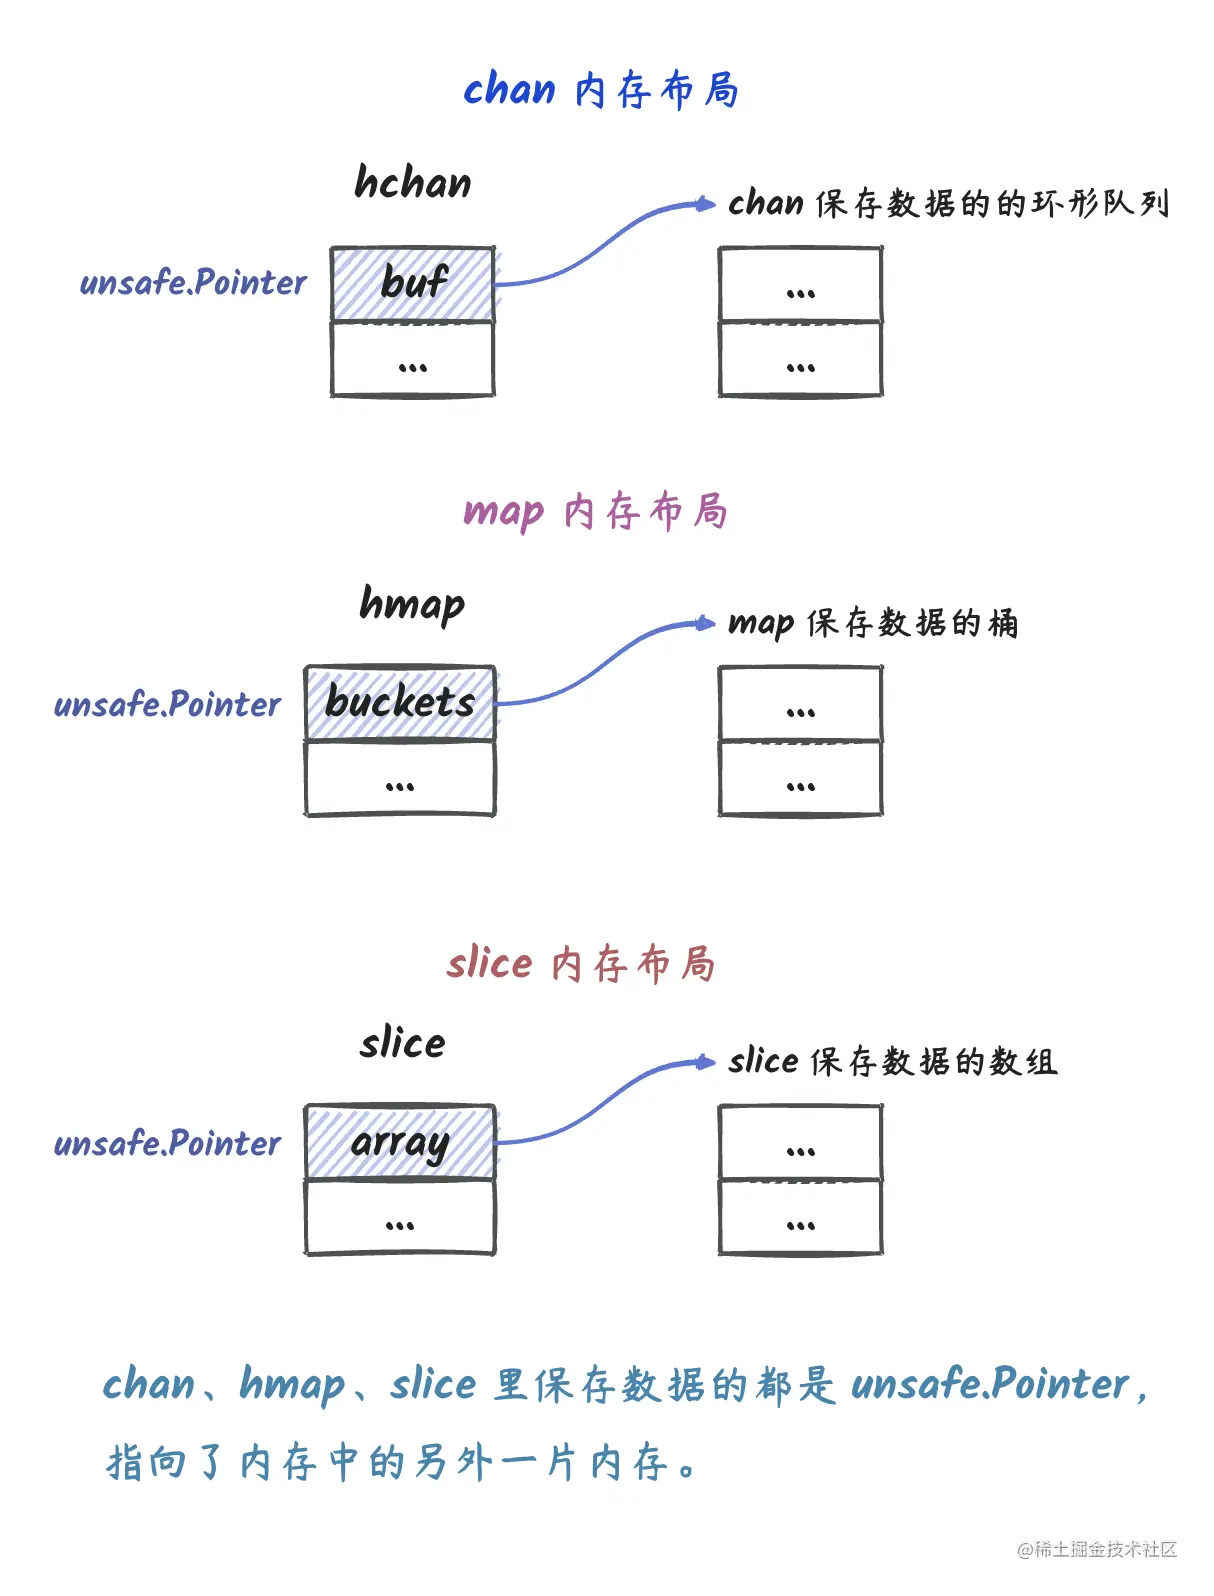 chan 内存布局
hchan
chan 保存数据的的环形队列
unsafe.Pointer
buf
...
...
...
map 内存布局
hmap
map 保存数据的桶
unsafe.Pointer
buckets
...
...
...
slice 内存布局
slice
slice 保存数据的数组
unsafe.Pointer
array
...
...
...
chan、hmap、slice 里保存数据的都是 unsafe.Pointer，
指向了内存中的另外一片内存。
@稀土掘金技术社区